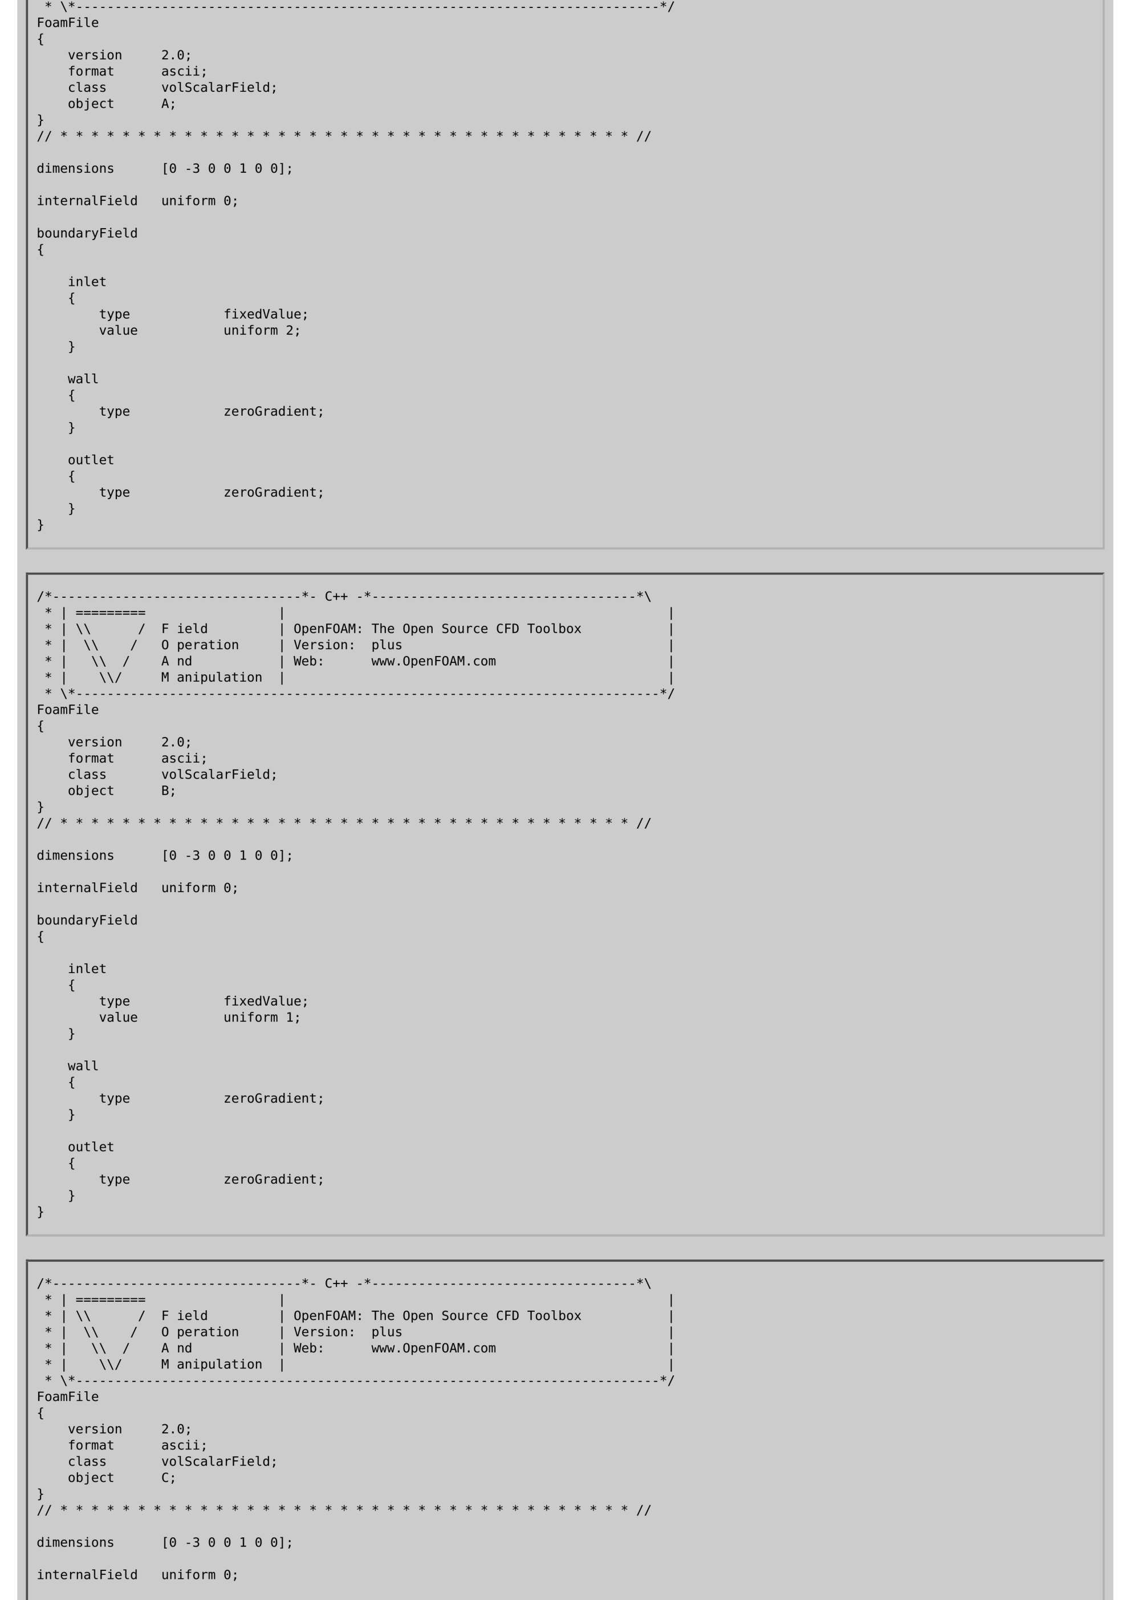 * \*---------------------------------------------------------------------------*/
FoamFile
{
    version     2.0;
    format      ascii;
    class       volScalarField;
    object      A;
}
// * * * * * * * * * * * * * * * * * * * * * * * * * * * * * * * * * * * * * //

dimensions      [0 -3 0 0 1 0 0];

internalField   uniform 0;

boundaryField
{

    inlet
    {
        type            fixedValue;
        value           uniform 2;
    }

    wall
    {
        type            zeroGradient;
    }

    outlet
    {
        type            zeroGradient;
    }
}

/*--------------------------------*- C++ -*----------------------------------*\
 * | =========                 |                                                 |
 * | \\      /  F ield         | OpenFOAM: The Open Source CFD Toolbox           |
 * |  \\    /   O peration     | Version:  plus                                  |
 * |   \\  /    A nd           | Web:      www.OpenFOAM.com                      |
 * |    \\/     M anipulation  |                                                 |
 * \*---------------------------------------------------------------------------*/
FoamFile
{
    version     2.0;
    format      ascii;
    class       volScalarField;
    object      B;
}
// * * * * * * * * * * * * * * * * * * * * * * * * * * * * * * * * * * * * * //

dimensions      [0 -3 0 0 1 0 0];

internalField   uniform 0;

boundaryField
{

    inlet
    {
        type            fixedValue;
        value           uniform 1;
    }

    wall
    {
        type            zeroGradient;
    }

    outlet
    {
        type            zeroGradient;
    }
}

/*--------------------------------*- C++ -*----------------------------------*\
 * | =========                 |                                                 |
 * | \\      /  F ield         | OpenFOAM: The Open Source CFD Toolbox           |
 * |  \\    /   O peration     | Version:  plus                                  |
 * |   \\  /    A nd           | Web:      www.OpenFOAM.com                      |
 * |    \\/     M anipulation  |                                                 |
 * \*---------------------------------------------------------------------------*/
FoamFile
{
    version     2.0;
    format      ascii;
    class       volScalarField;
    object      C;
}
// * * * * * * * * * * * * * * * * * * * * * * * * * * * * * * * * * * * * * //

dimensions      [0 -3 0 0 1 0 0];

internalField   uniform 0;